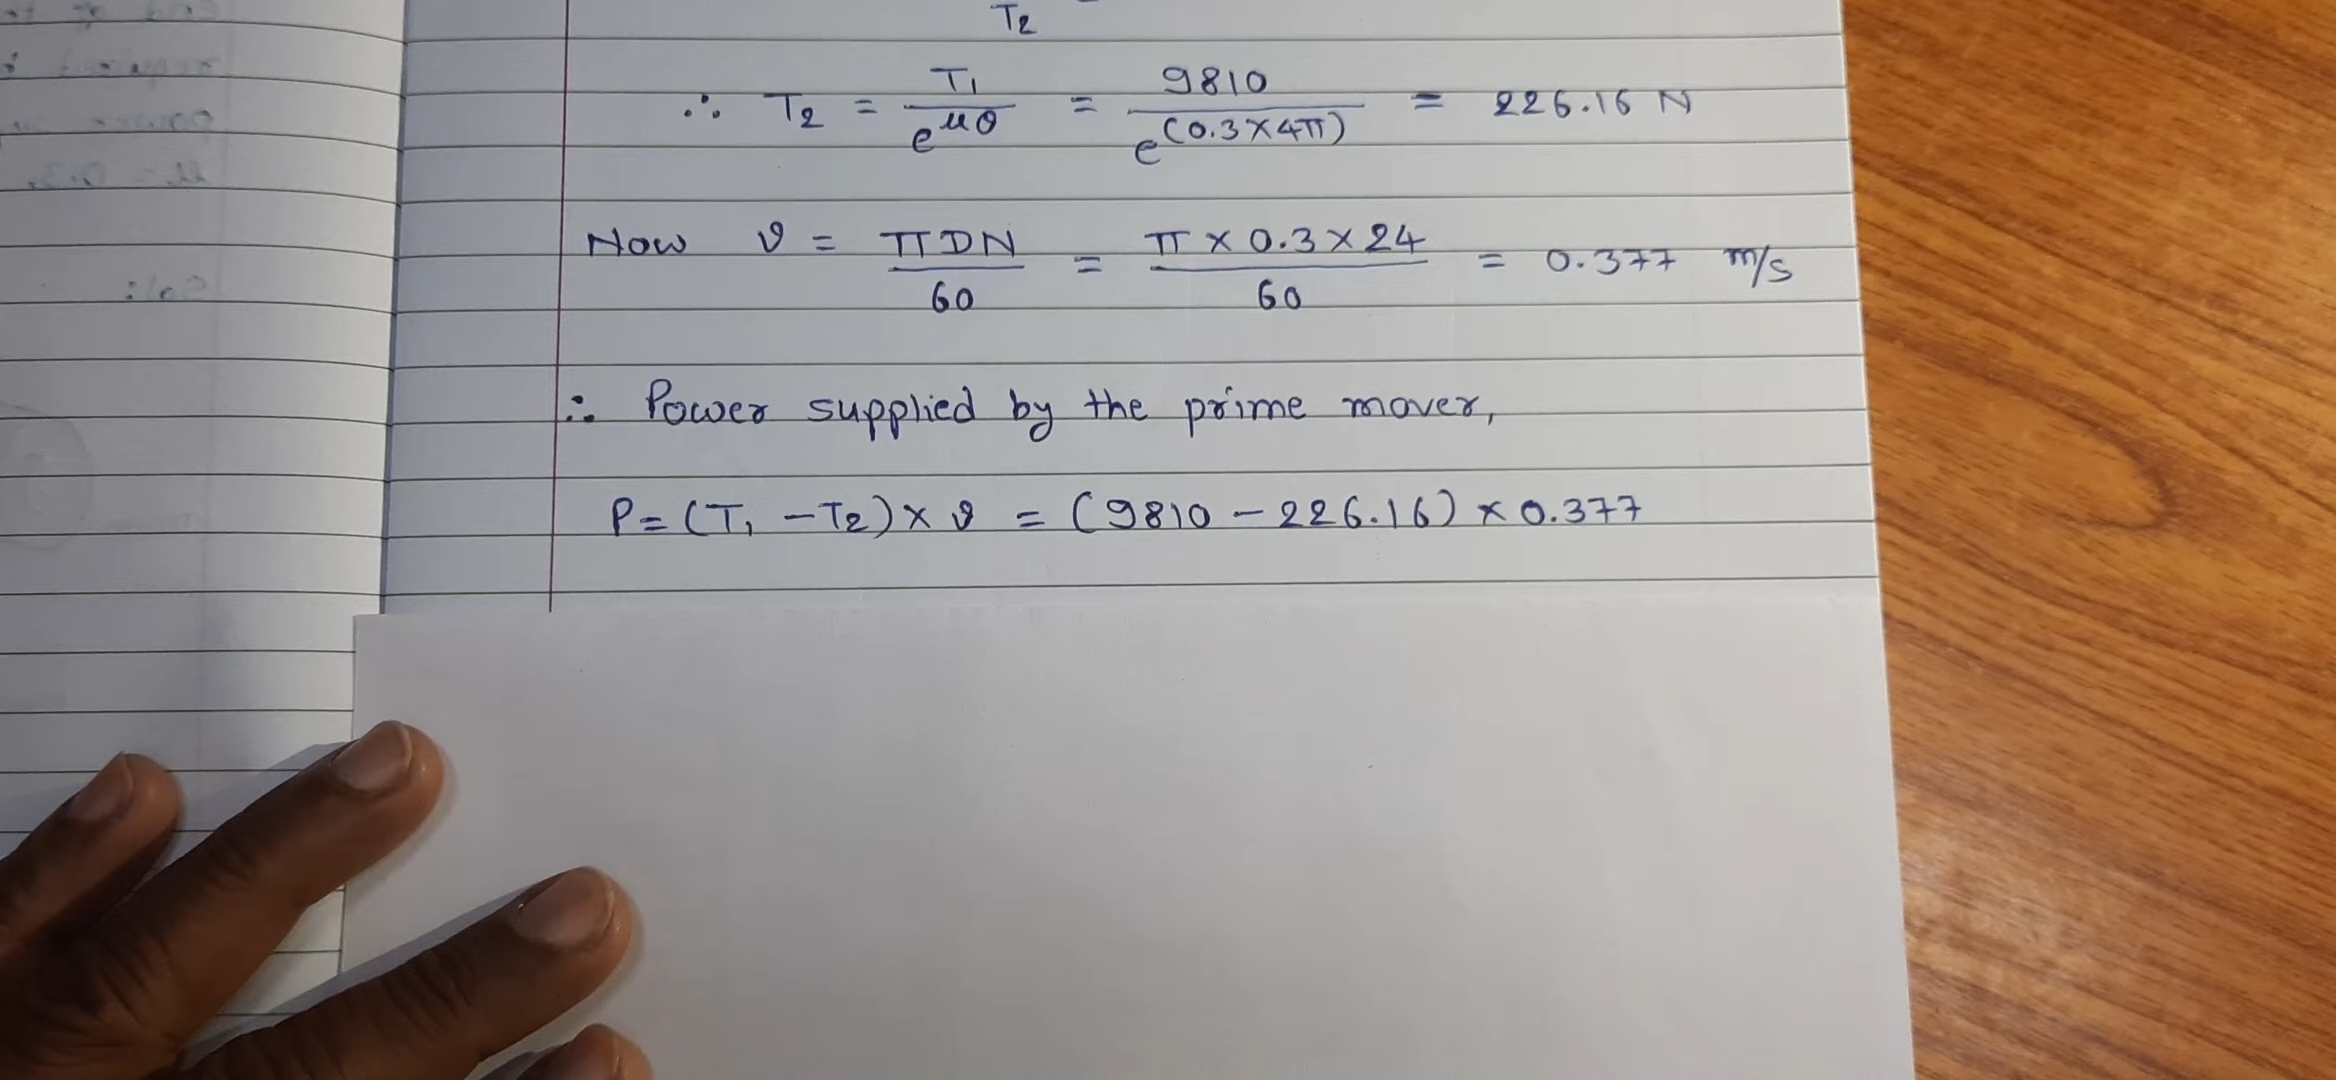 T2
∴ T2 = T1 / e^μθ = 9810 / e^(0.3×4π) = 226.16 N
Now v = πDN / 60 = π × 0.3 × 24 / 60 = 0.377 m/s
∴ Power supplied by the prime mover,
P = (T1 − T2) × v = (9810 − 226.16) × 0.377